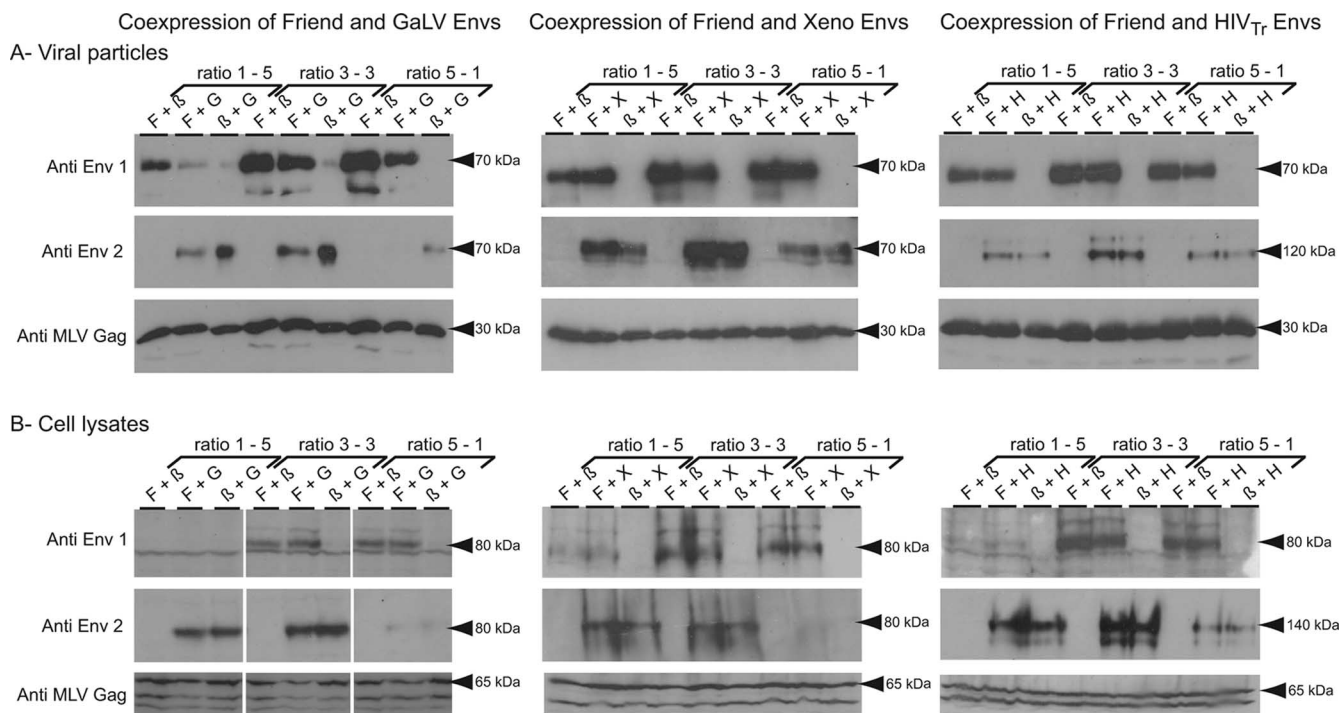 Coexpression of Friend and GaLV Envs
Coexpression of Friend and Xeno Envs
Coexpression of Friend and HIV_Tr Envs
A- Viral particles
ratio 1 - 5 ratio 3 - 3 ratio 5 - 1
F + ß F + G ß + G F + ß F + G ß + G F + ß F + G ß + G
ratio 1 - 5 ratio 3 - 3 ratio 5 - 1
F + ß F + X ß + X F + ß F + X ß + X F + ß F + X ß + X
ratio 1 - 5 ratio 3 - 3 ratio 5 - 1
F + ß F + H ß + H F + ß F + H ß + H F + ß F + H ß + H
Anti Env 1 70 kDa 70 kDa 70 kDa
Anti Env 2 70 kDa 70 kDa 120 kDa
Anti MLV Gag 30 kDa 30 kDa 30 kDa
B- Cell lysates
ratio 1 - 5 ratio 3 - 3 ratio 5 - 1
F + ß F + G ß + G F + ß F + G ß + G F + ß F + G ß + G
ratio 1 - 5 ratio 3 - 3 ratio 5 - 1
F + ß F + X ß + X F + ß F + X ß + X F + ß F + X ß + X
ratio 1 - 5 ratio 3 - 3 ratio 5 - 1
F + ß F + H ß + H F + ß F + H ß + H F + ß F + H ß + H
Anti Env 1 80 kDa 80 kDa 80 kDa
Anti Env 2 80 kDa 80 kDa 140 kDa
Anti MLV Gag 65 kDa 65 kDa 65 kDa